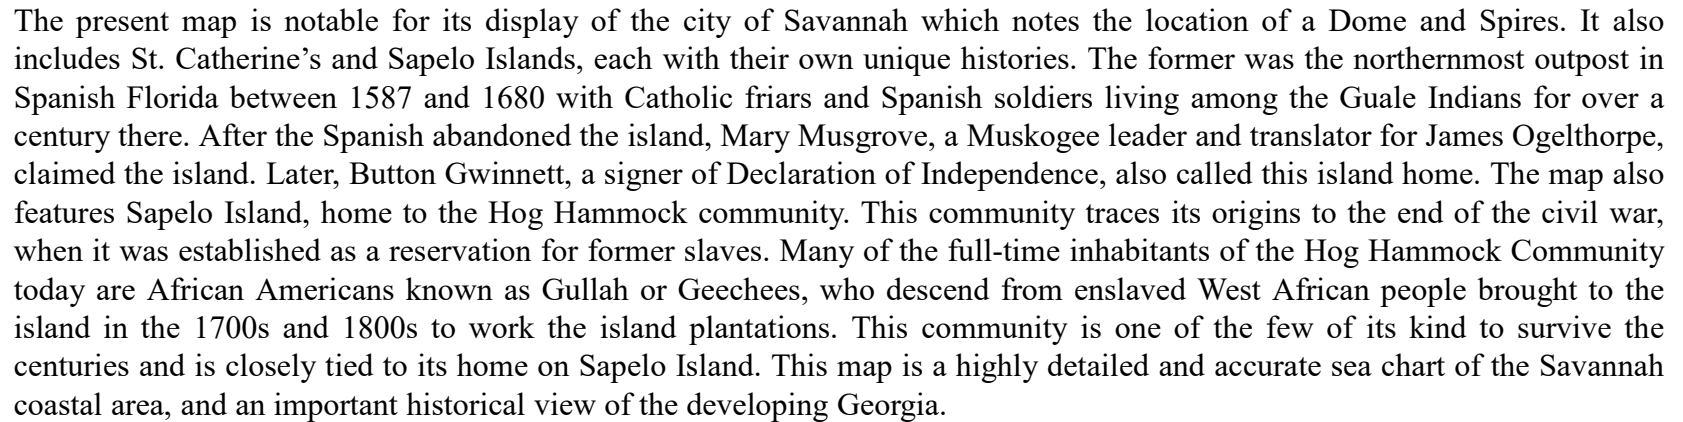 The present map is notable for its display of the city of Savannah which notes the location of a Dome and Spires. It also
includes St. Catherine’s and Sapelo Islands, each with their own unique histories. The former was the northernmost outpost in
Spanish Florida between 1587 and 1680 with Catholic friars and Spanish soldiers living among the Guale Indians for over a
century there. After the Spanish abandoned the island, Mary Musgrove, a Muskogee leader and translator for James Ogelthorpe,
claimed the island. Later, Button Gwinnett, a signer of Declaration of Independence, also called this island home. The map also
features Sapelo Island, home to the Hog Hammock community. This community traces its origins to the end of the civil war,
when it was established as a reservation for former slaves. Many of the full-time inhabitants of the Hog Hammock Community
today are African Americans known as Gullah or Geechees, who descend from enslaved West African people brought to the
island in the 1700s and 1800s to work the island plantations. This community is one of the few of its kind to survive the
centuries and is closely tied to its home on Sapelo Island. This map is a highly detailed and accurate sea chart of the Savannah
coastal area, and an important historical view of the developing Georgia.